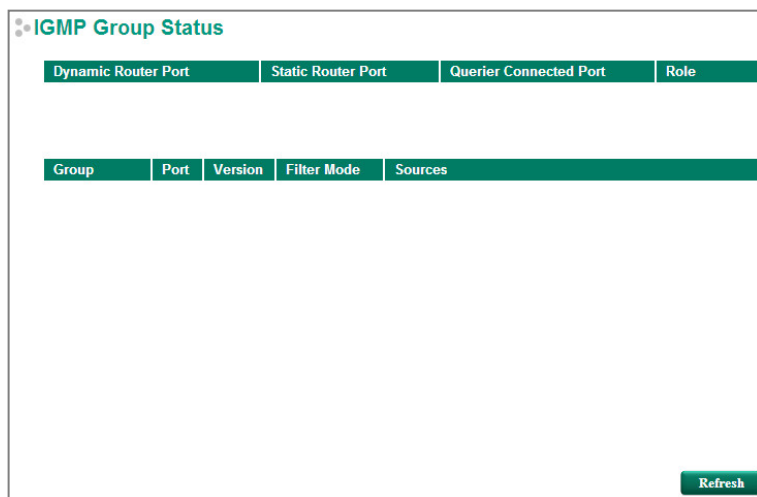 IGMP Group Status
Dynamic Router Port Static Router Port Querier Connected Port Role
Group Port Version Filter Mode Sources
Refresh